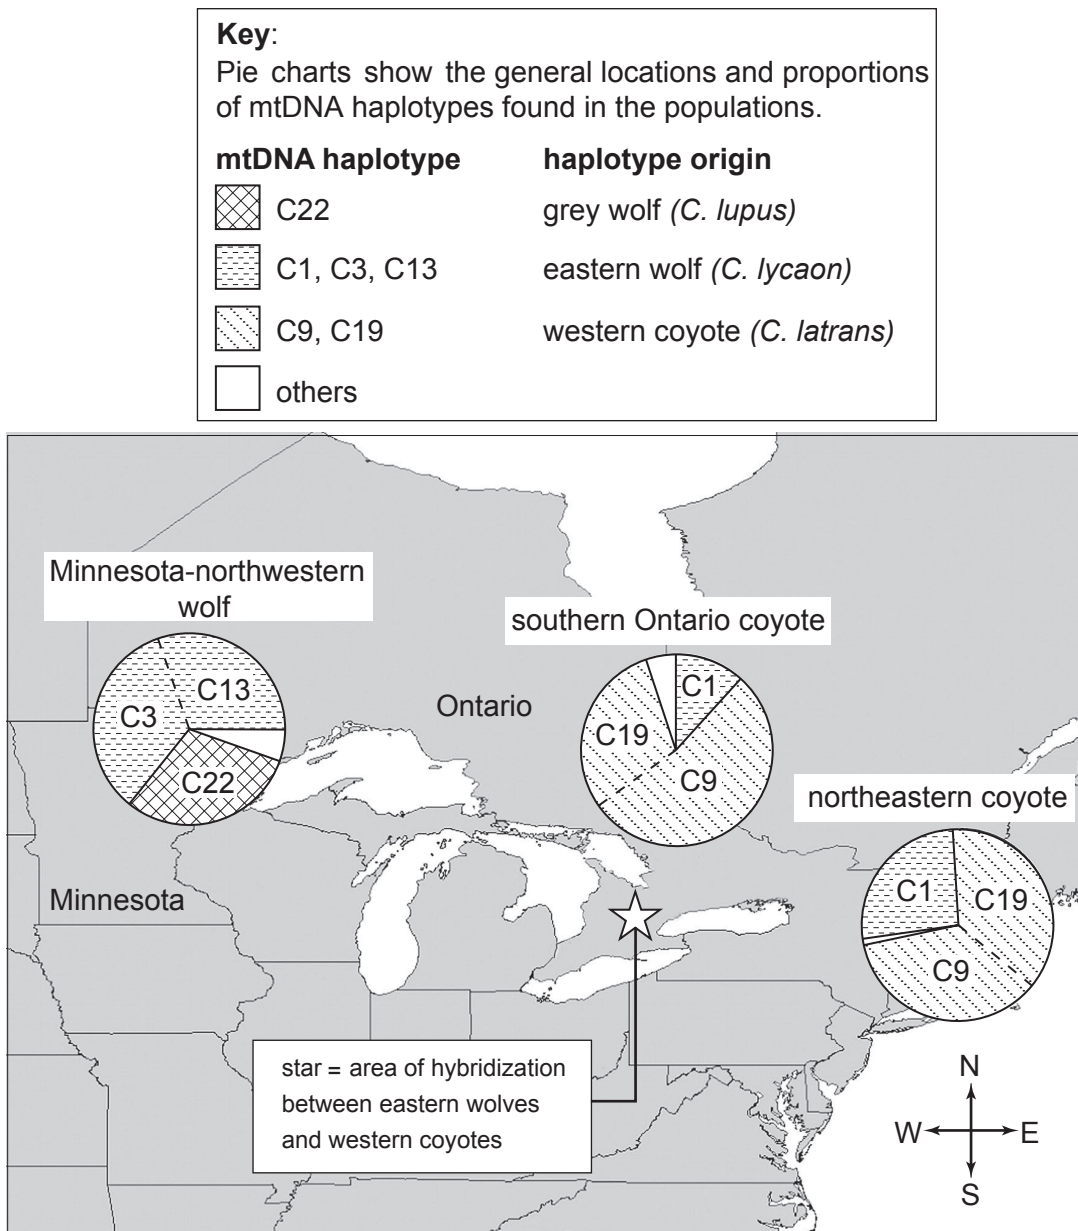 Key:
Pie charts show the general locations and proportions
of mtDNA haplotypes found in the populations.
mtDNA haplotype haplotype origin
C22 grey wolf (C. lupus)
C1, C3, C13 eastern wolf (C. lycaon)
C9, C19 western coyote (C. latrans)
others
Minnesota-northwestern
wolf
C13
C3
C22
southern Ontario coyote
C1
C19
C9
Ontario
northeastern coyote
C1
C19
C9
Minnesota
star = area of hybridization
between eastern wolves
and western coyotes
N
W E
S